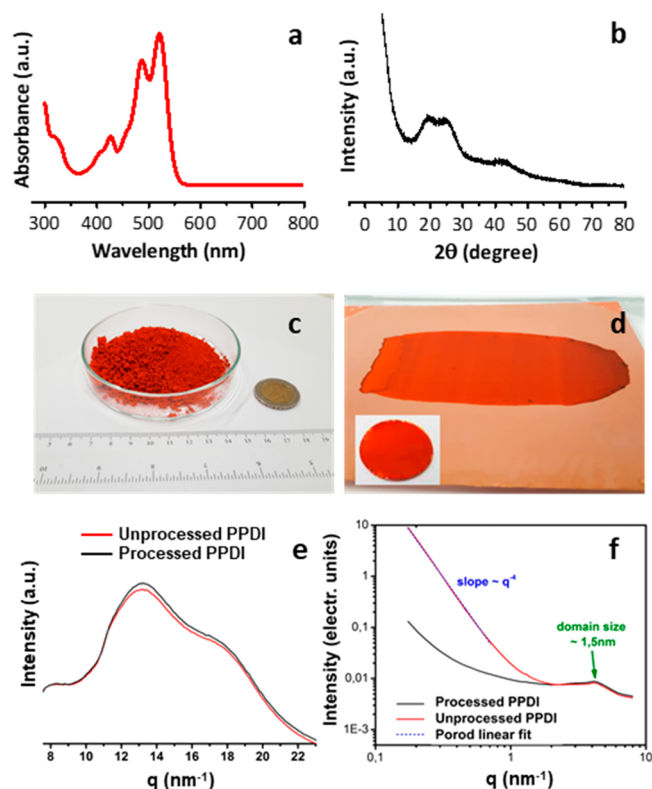 a
Absorbance (a.u.)
300 400 500 600 700 800
Wavelength (nm)
b
Intensity (a.u.)
0 10 20 30 40 50 60 70 80
2θ (degree)
c
d
Unprocessed PPDI
Processed PPDI
e
Intensity (a.u.)
8 10 12 14 16 18 20 22
q (nm⁻¹)
f
Intensity (electr. units)
10
1
0,1
0,01
1E-3
slope ~ q⁻⁴
domain size
~ 1,5nm
Processed PPDI
Unprocessed PPDI
Porod linear fit
0,1 1 10
q (nm⁻¹)